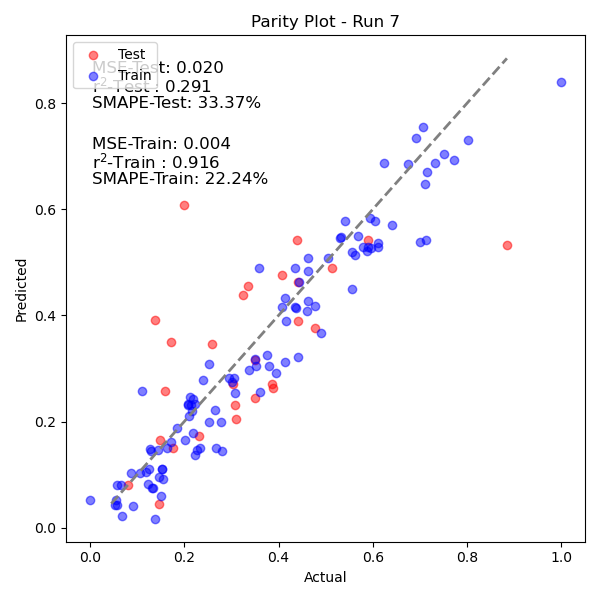 Parity Plot - Run 7
Test
Train
MSE-Test: 0.020
r²-Test : 0.291
SMAPE-Test: 33.37%
MSE-Train: 0.004
r²-Train : 0.916
SMAPE-Train: 22.24%
Predicted
0.8
0.6
0.4
0.2
0.0
0.0 0.2 0.4 0.6 0.8 1.0
Actual